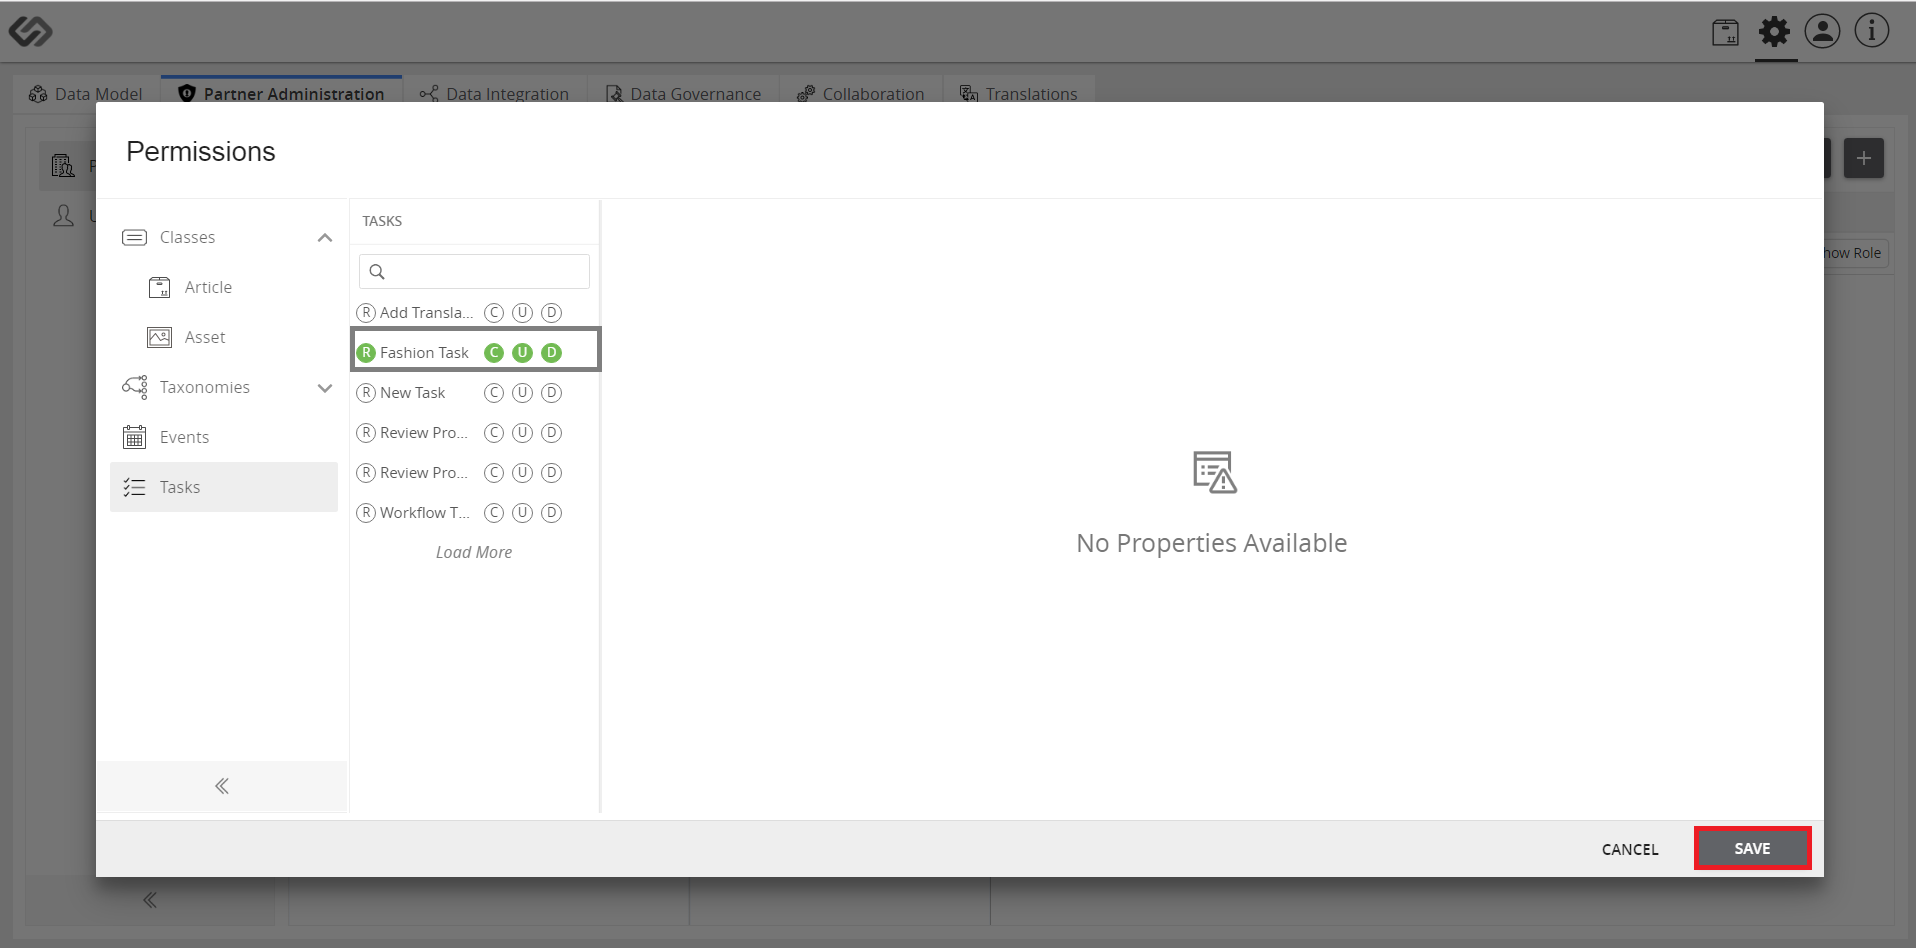 Data Model
Partner Administration
Data Integration
Data Governance
Collaboration
Translations
Permissions
Classes
Article
Asset
Taxonomies
Events
Tasks
TASKS
R Add Transla... C U D
R Fashion Task C U D
R New Task C U D
R Review Pro... C U D
R Review Pro... C U D
R Workflow T... C U D
Load More
No Properties Available
how Role
CANCEL
SAVE